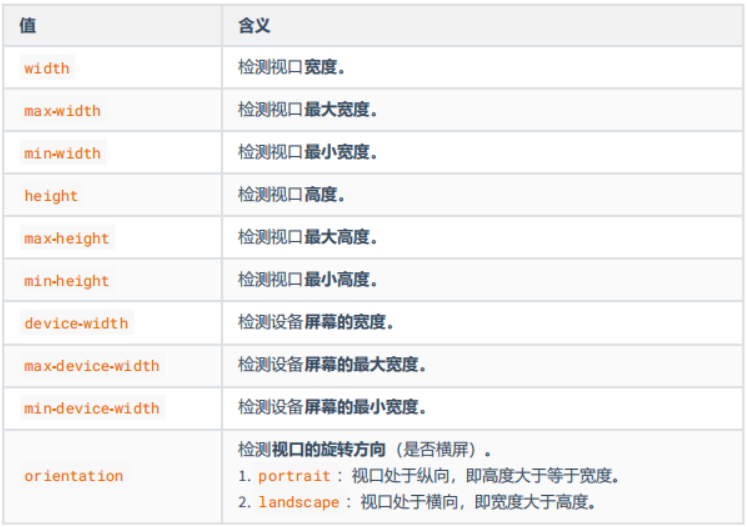 值 含义
width 检测视口宽度。
max-width 检测视口最大宽度。
min-width 检测视口最小宽度。
height 检测视口高度。
max-height 检测视口最大高度。
min-height 检测视口最小高度。
device-width 检测设备屏幕的宽度。
max-device-width 检测设备屏幕的最大宽度。
min-device-width 检测设备屏幕的最小宽度。
检测视口的旋转方向（是否横屏）。
orientation 1. portrait ：视口处于纵向，即高度大于等于宽度。
2. landscape ：视口处于横向，即宽度大于高度。